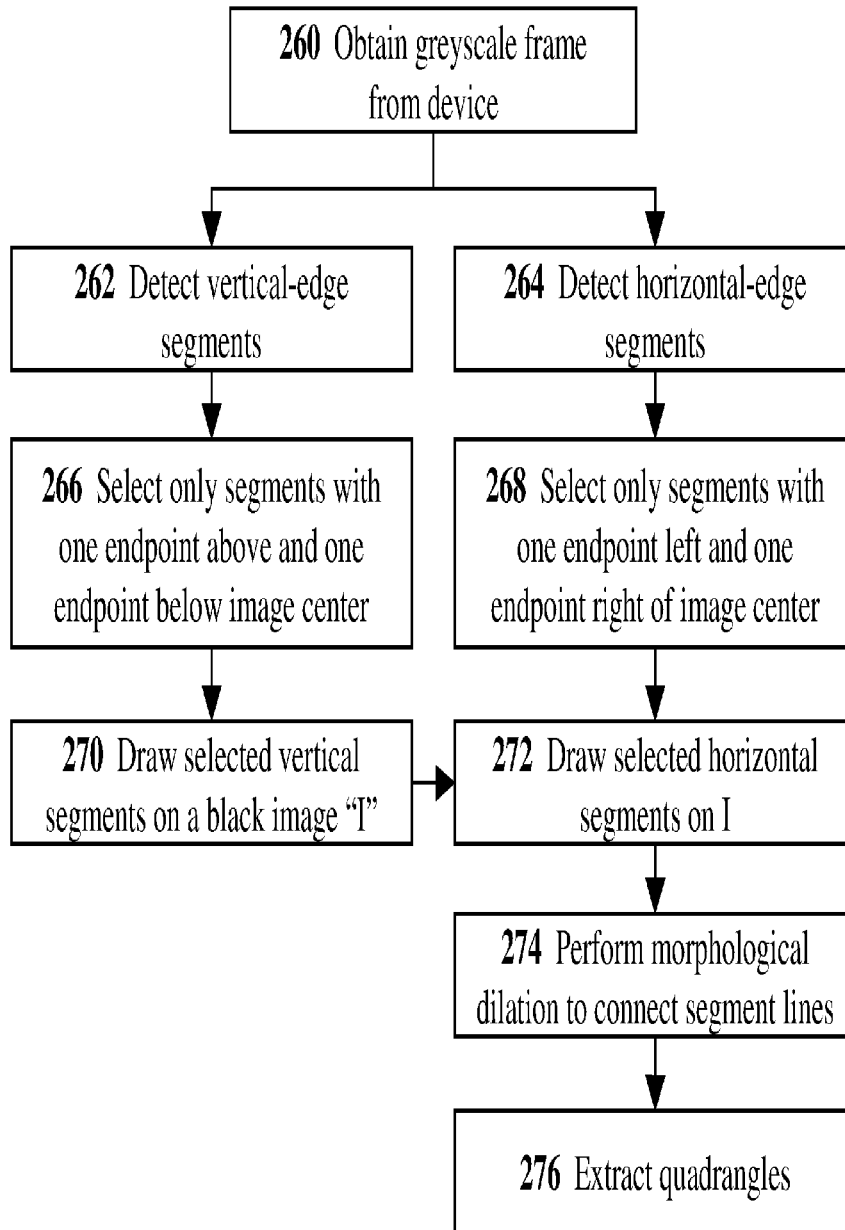 260 Obtain greyscale frame
from device
262 Detect vertical-edge
segments
264 Detect horizontal-edge
segments
266 Select only segments with
one endpoint above and one
endpoint below image center
268 Select only segments with
one endpoint left and one
endpoint right of image center
270 Draw selected vertical
segments on a black image “I”
272 Draw selected horizontal
segments on I
274 Perform morphological
dilation to connect segment lines
276 Extract quadrangles